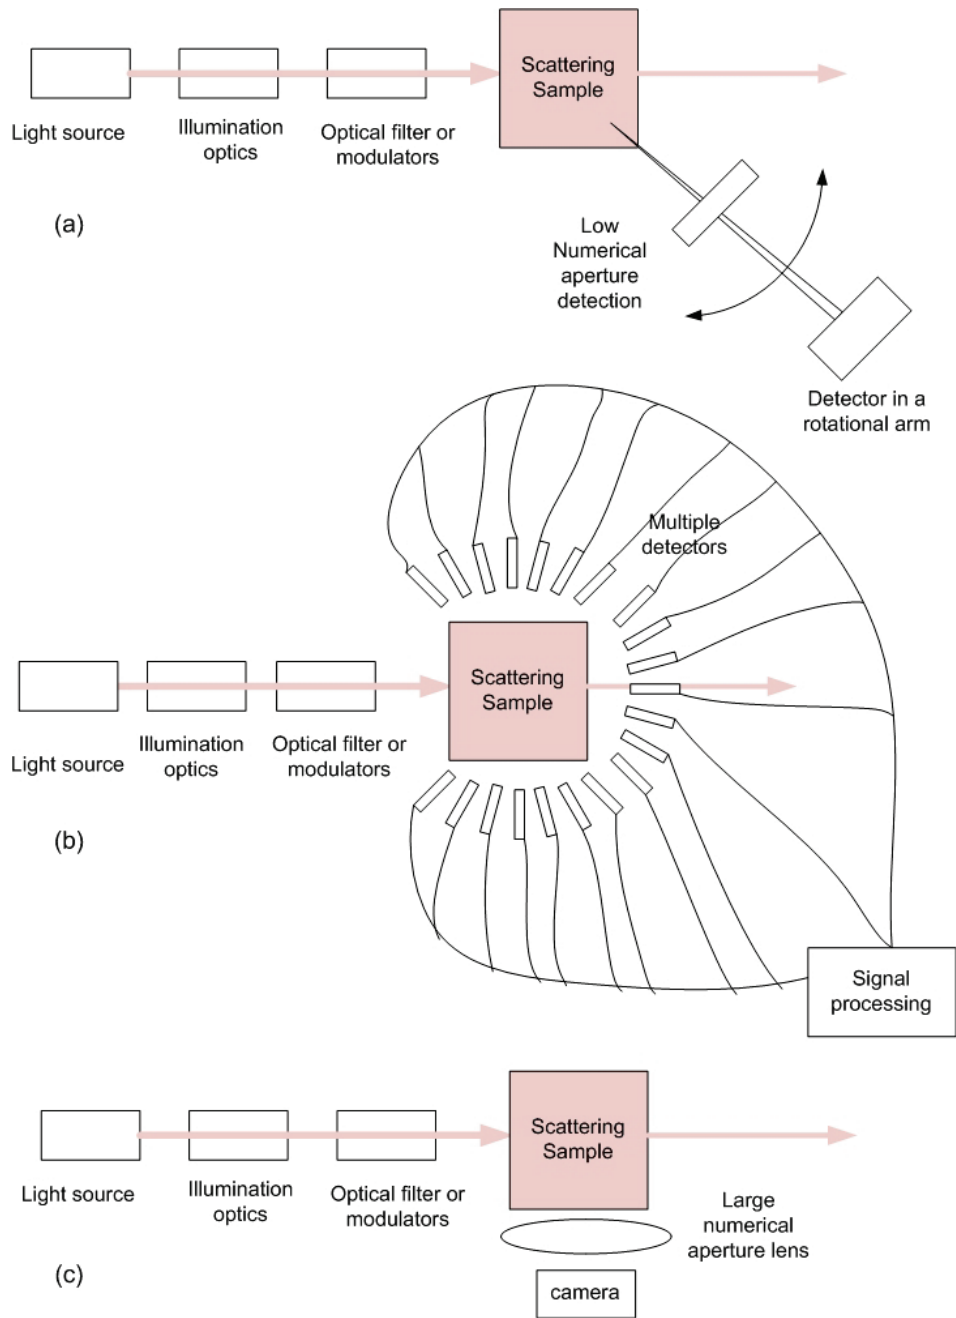 Scattering
Sample
Light source
Illumination
optics
Optical filter or
modulators
(a)
Low
Numerical
aperture
detection
Detector in a
rotational arm
Multiple
detectors
Scattering
Sample
Light source
Illumination
optics
Optical filter or
modulators
(b)
Signal
processing
Scattering
Sample
Light source
Illumination
optics
Optical filter or
modulators
Large
numerical
aperture lens
(c)
camera